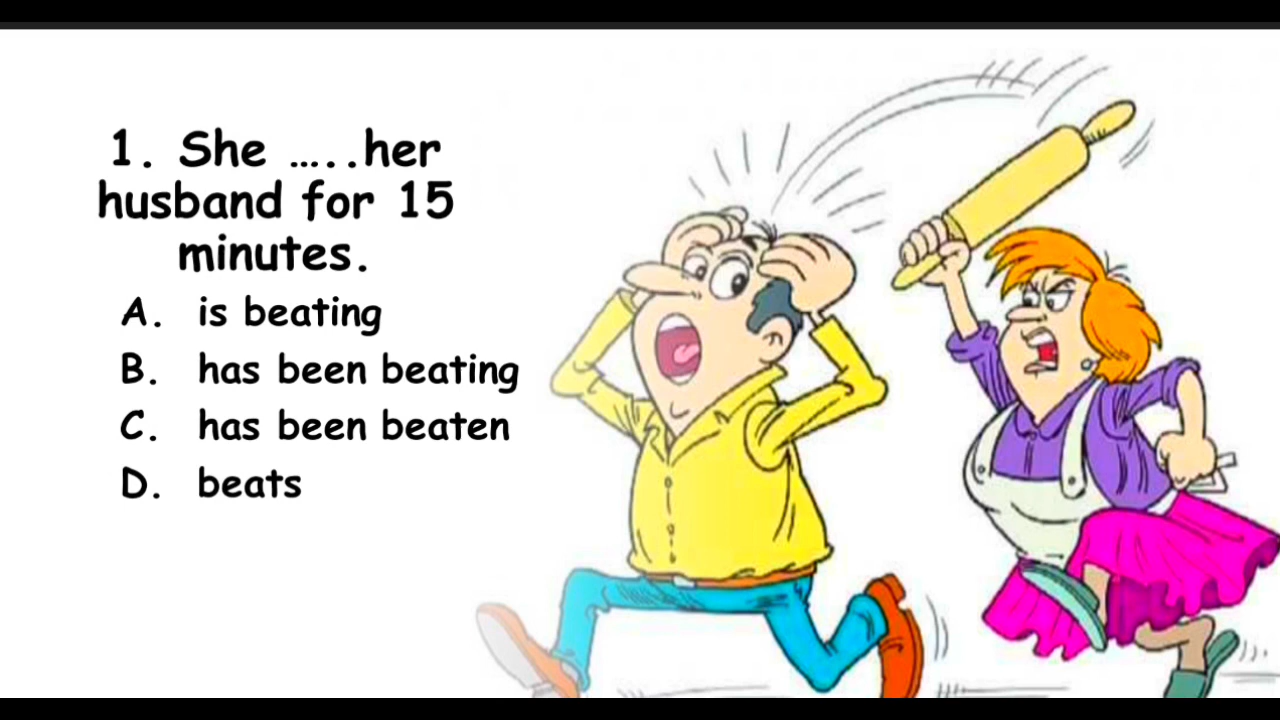 1. She …..her
husband for 15
minutes.
A. is beating
B. has been beating
C. has been beaten
D. beats